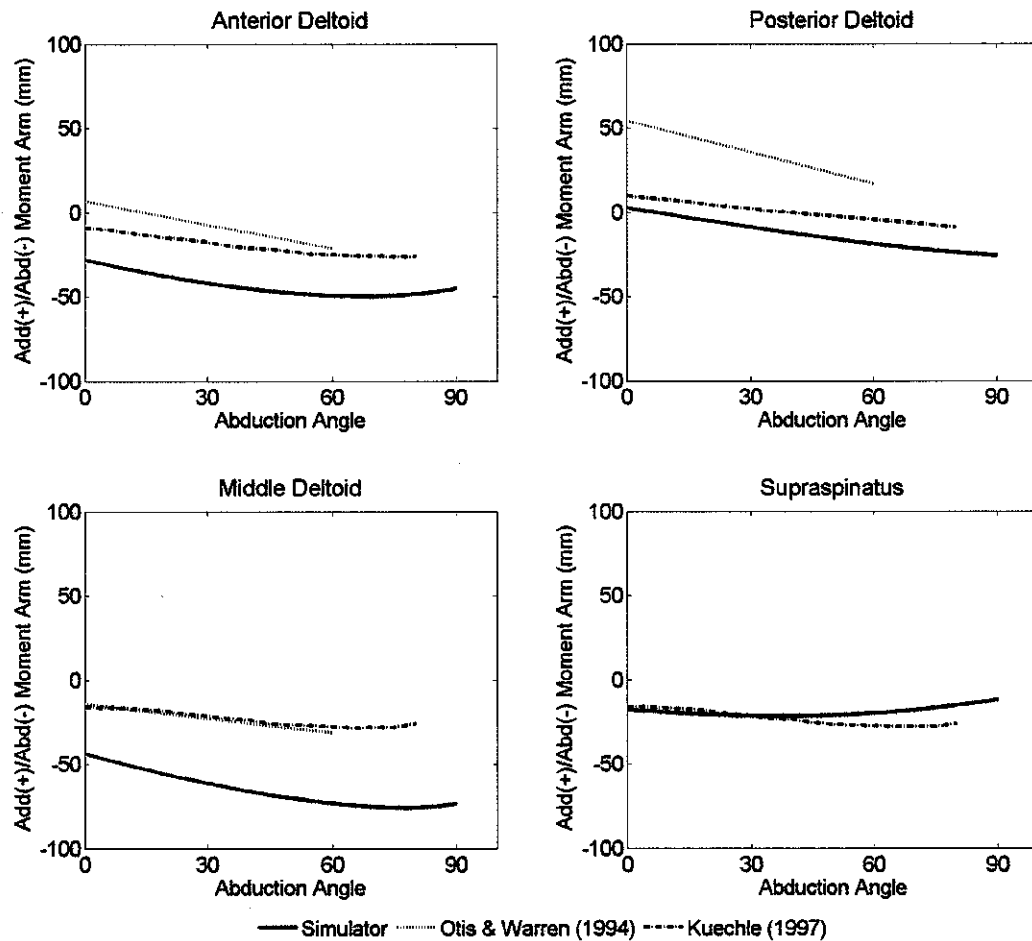 Anterior Deltoid
Add(+)/Abd(-) Moment Arm (mm)
100
50
0
-50
-100
0 30 60 90
Abduction Angle
Posterior Deltoid
Add(+)/Abd(-) Moment Arm (mm)
100
50
0
-50
-100
0 30 60 90
Abduction Angle
Middle Deltoid
Add(+)/Abd(-) Moment Arm (mm)
100
50
0
-50
-100
0 30 60 90
Abduction Angle
Supraspinatus
Add(+)/Abd(-) Moment Arm (mm)
100
50
0
-50
-100
0 30 60 90
Abduction Angle
Simulator Otis & Warren (1994) Kuechle (1997)